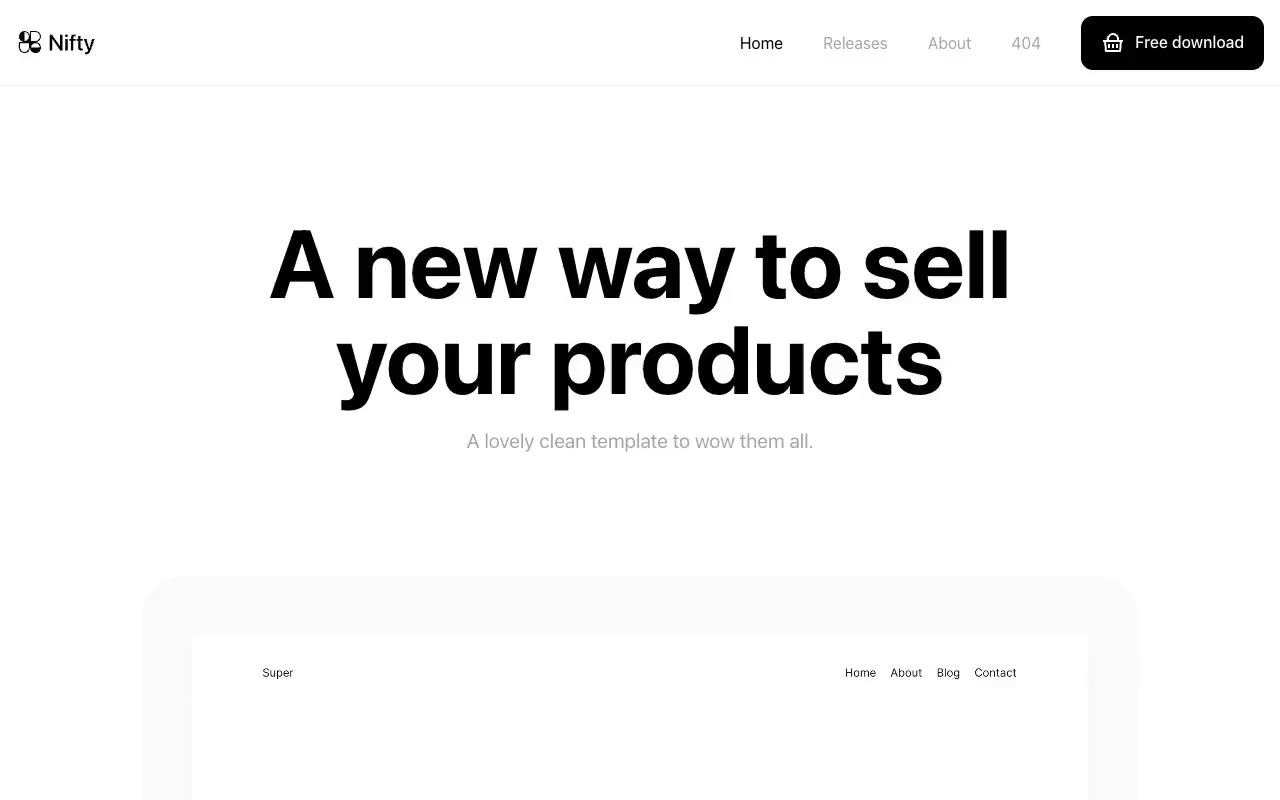 Nifty
Home Releases About 404 Free download
A new way to sell
your products
A lovely clean template to wow them all.
Super
Home About Blog Contact